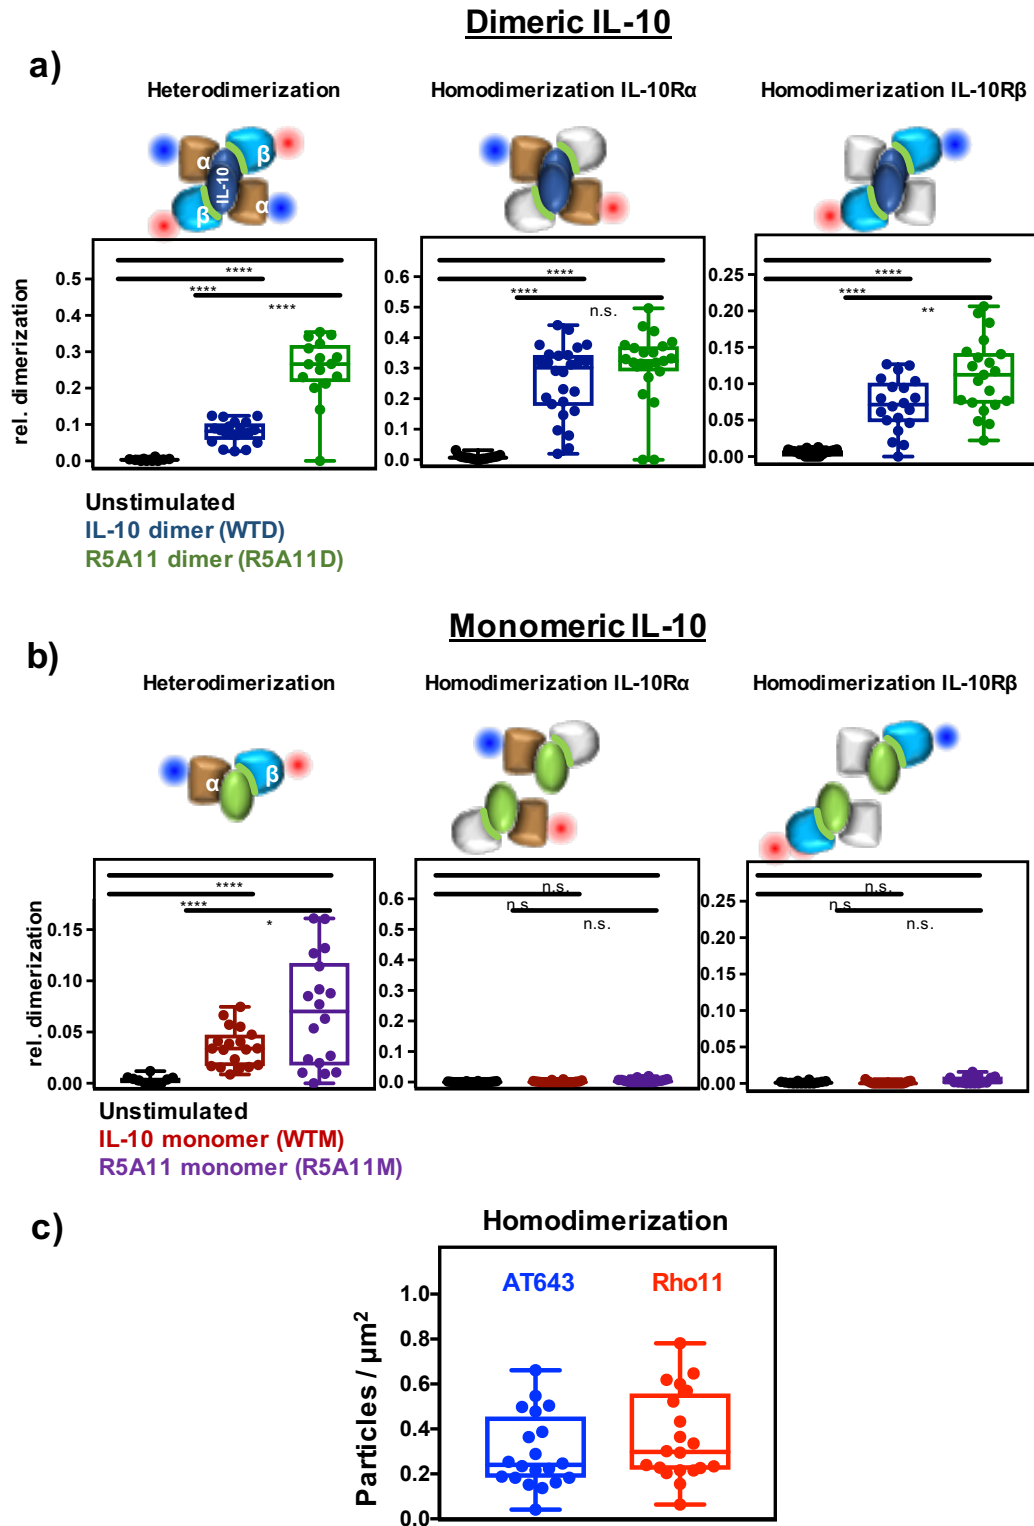 Dimeric IL-10
a)
Heterodimerization
Homodimerization IL-10Rα
Homodimerization IL-10Rβ
α
β
IL-10
β
α
rel. dimerization
0.5
0.4
0.3
0.2
0.1
0.0
****
****
****
0.6
0.5
0.4
0.3
0.2
0.1
0.0
****
****
n.s.
0.25
0.20
0.15
0.10
0.05
0.00
****
****
**
Unstimulated
IL-10 dimer (WTD)
R5A11 dimer (R5A11D)
Monomeric IL-10
b)
Heterodimerization
Homodimerization IL-10Rα
Homodimerization IL-10Rβ
α
β
rel. dimerization
0.15
0.10
0.05
0.00
****
****
*
0.6
0.5
0.4
0.3
0.2
0.1
0.0
n.s.
n.s
n.s.
0.25
0.20
0.15
0.10
0.05
0.00
n.s.
n.s
n.s.
Unstimulated
IL-10 monomer (WTM)
R5A11 monomer (R5A11M)
c)
Homodimerization
AT643
Rho11
Particles / µm²
1.0
0.8
0.6
0.4
0.2
0.0